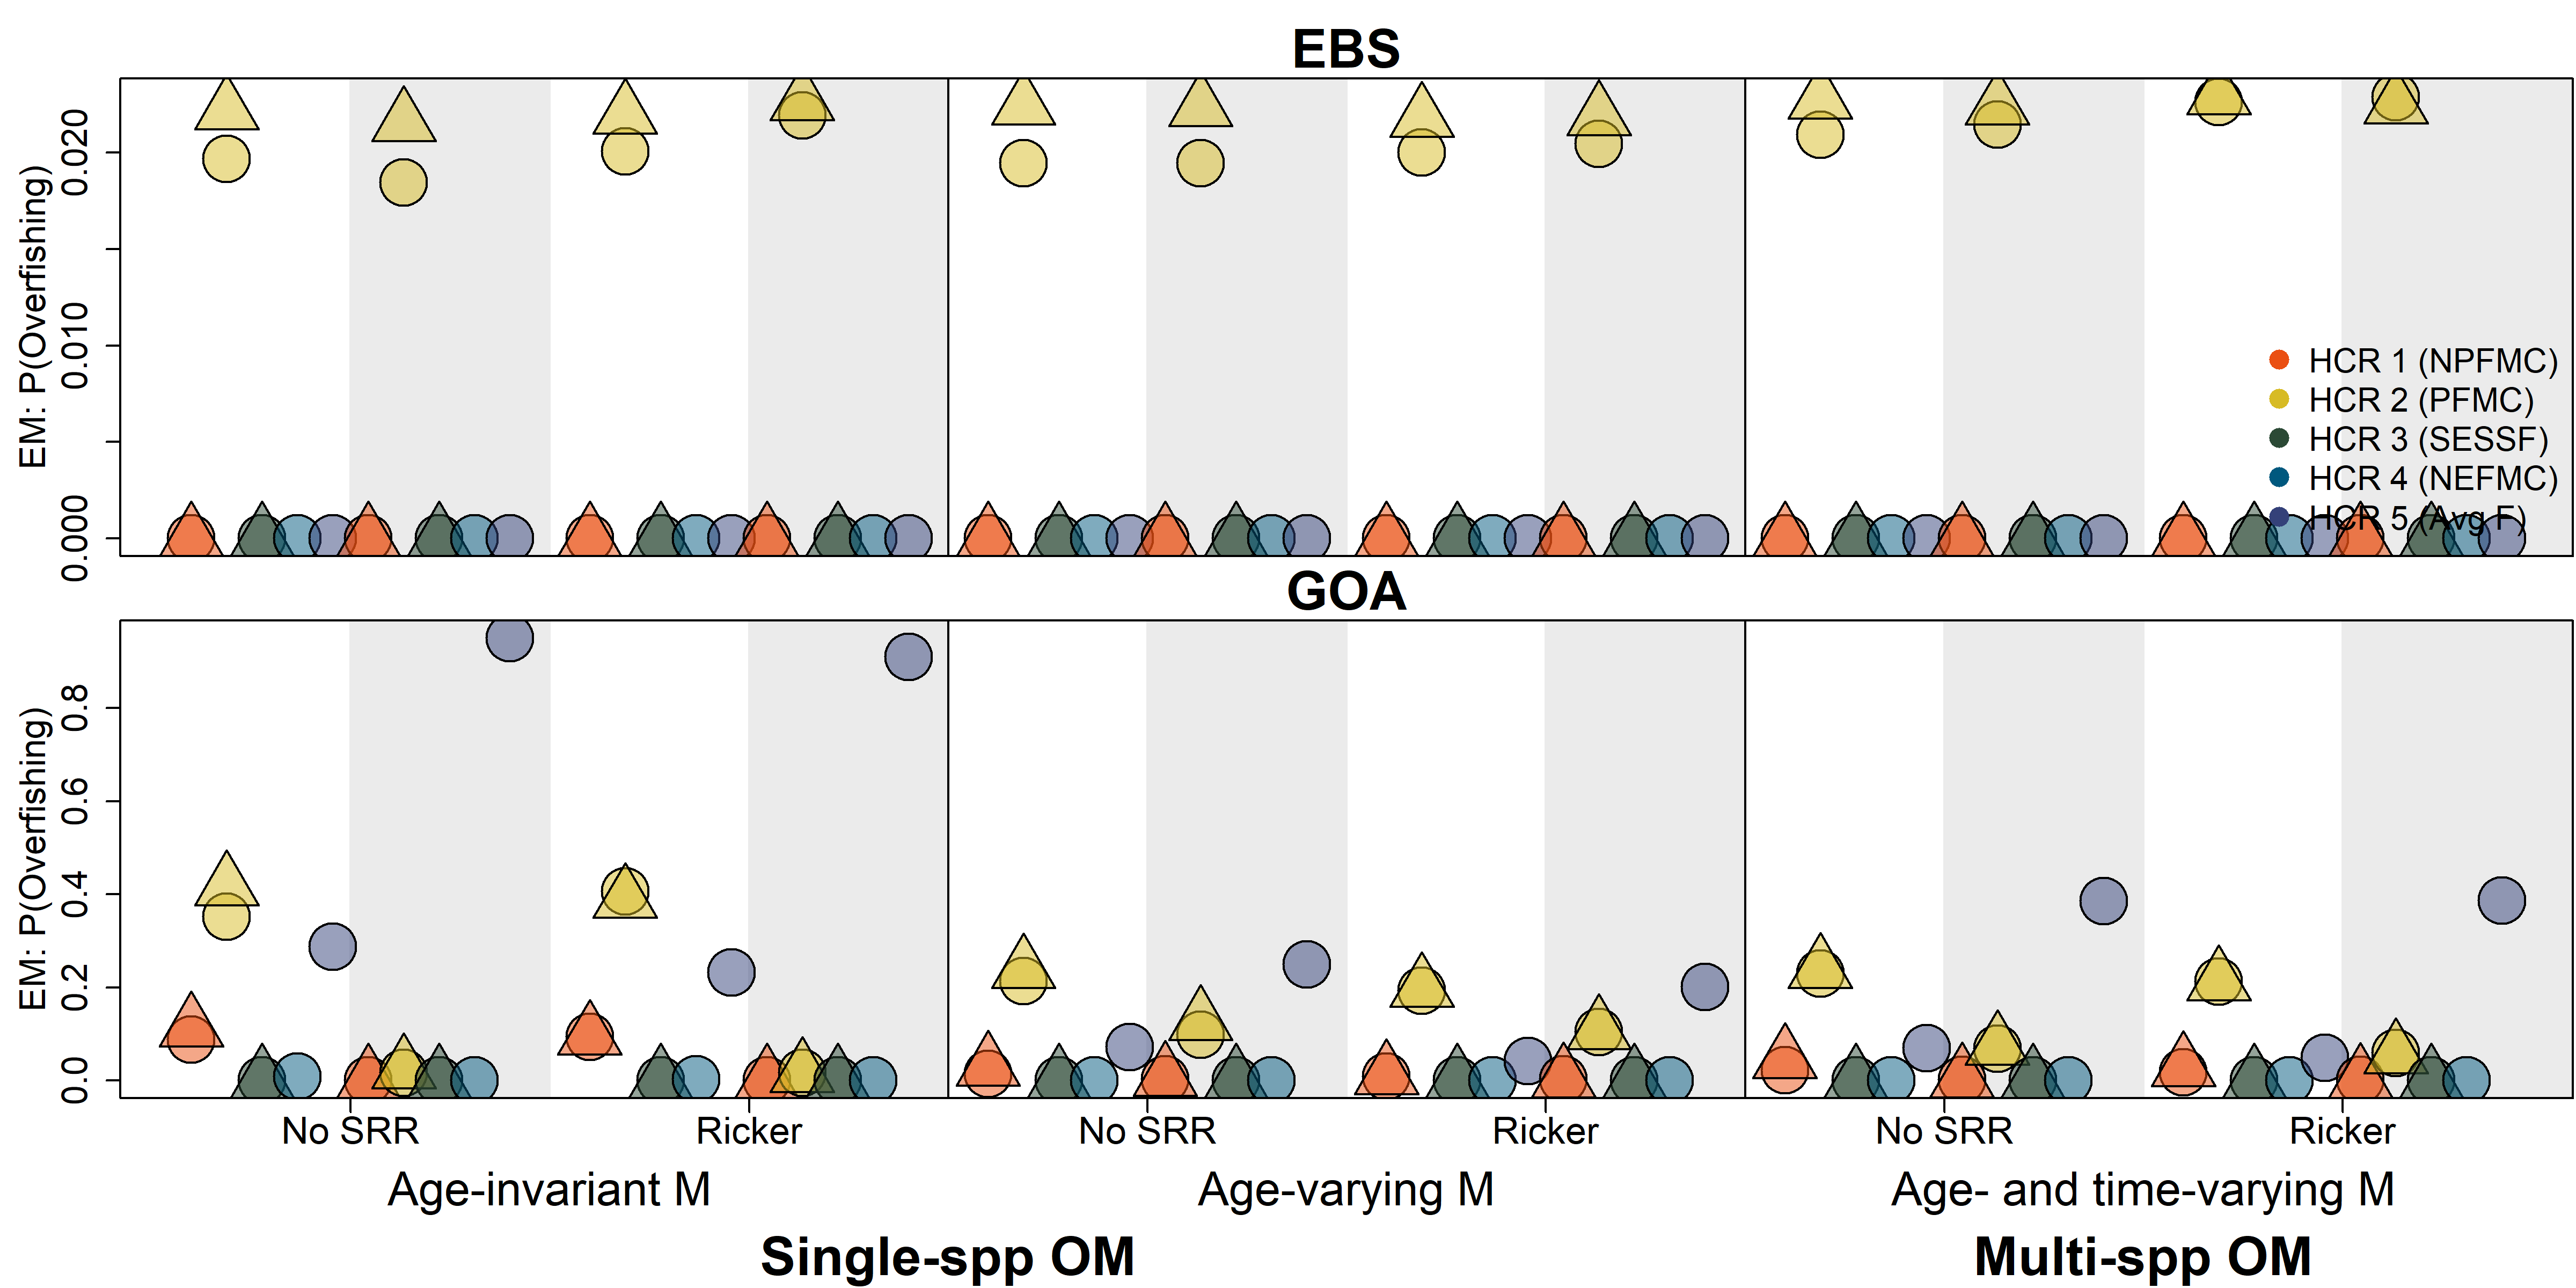 EBS
EM: P(Overfishing)
0.020
0.010
0.000
HCR 1 (NPFMC)
HCR 2 (PFMC)
HCR 3 (SESSF)
HCR 4 (NEFMC)
HCR 5 (Avg F)
GOA
EM: P(Overfishing)
0.8
0.6
0.4
0.2
0.0
No SRR Ricker No SRR Ricker No SRR Ricker
Age-invariant M Age-varying M Age- and time-varying M
Single-spp OM Multi-spp OM